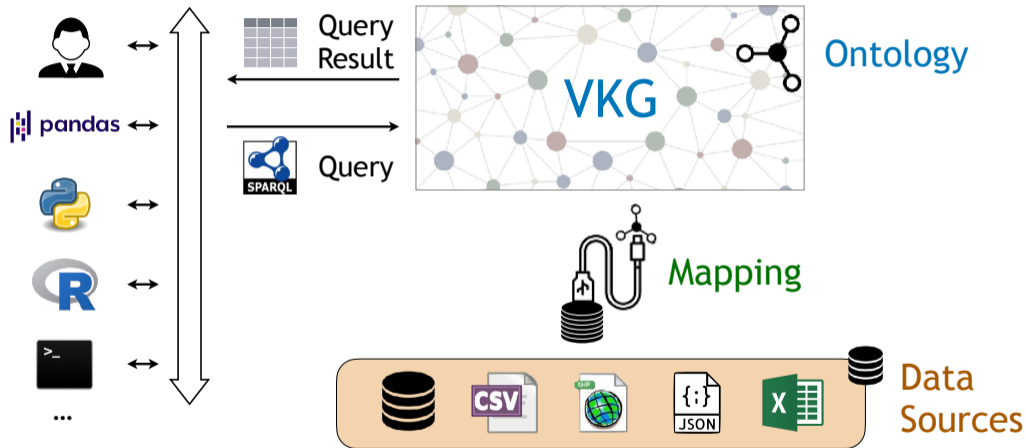 Query
Result
VKG
Ontology
pandas
SPARQL
Query
R
Mapping
>_
...
CSV
SHP
{;}
JSON
X
Data
Sources